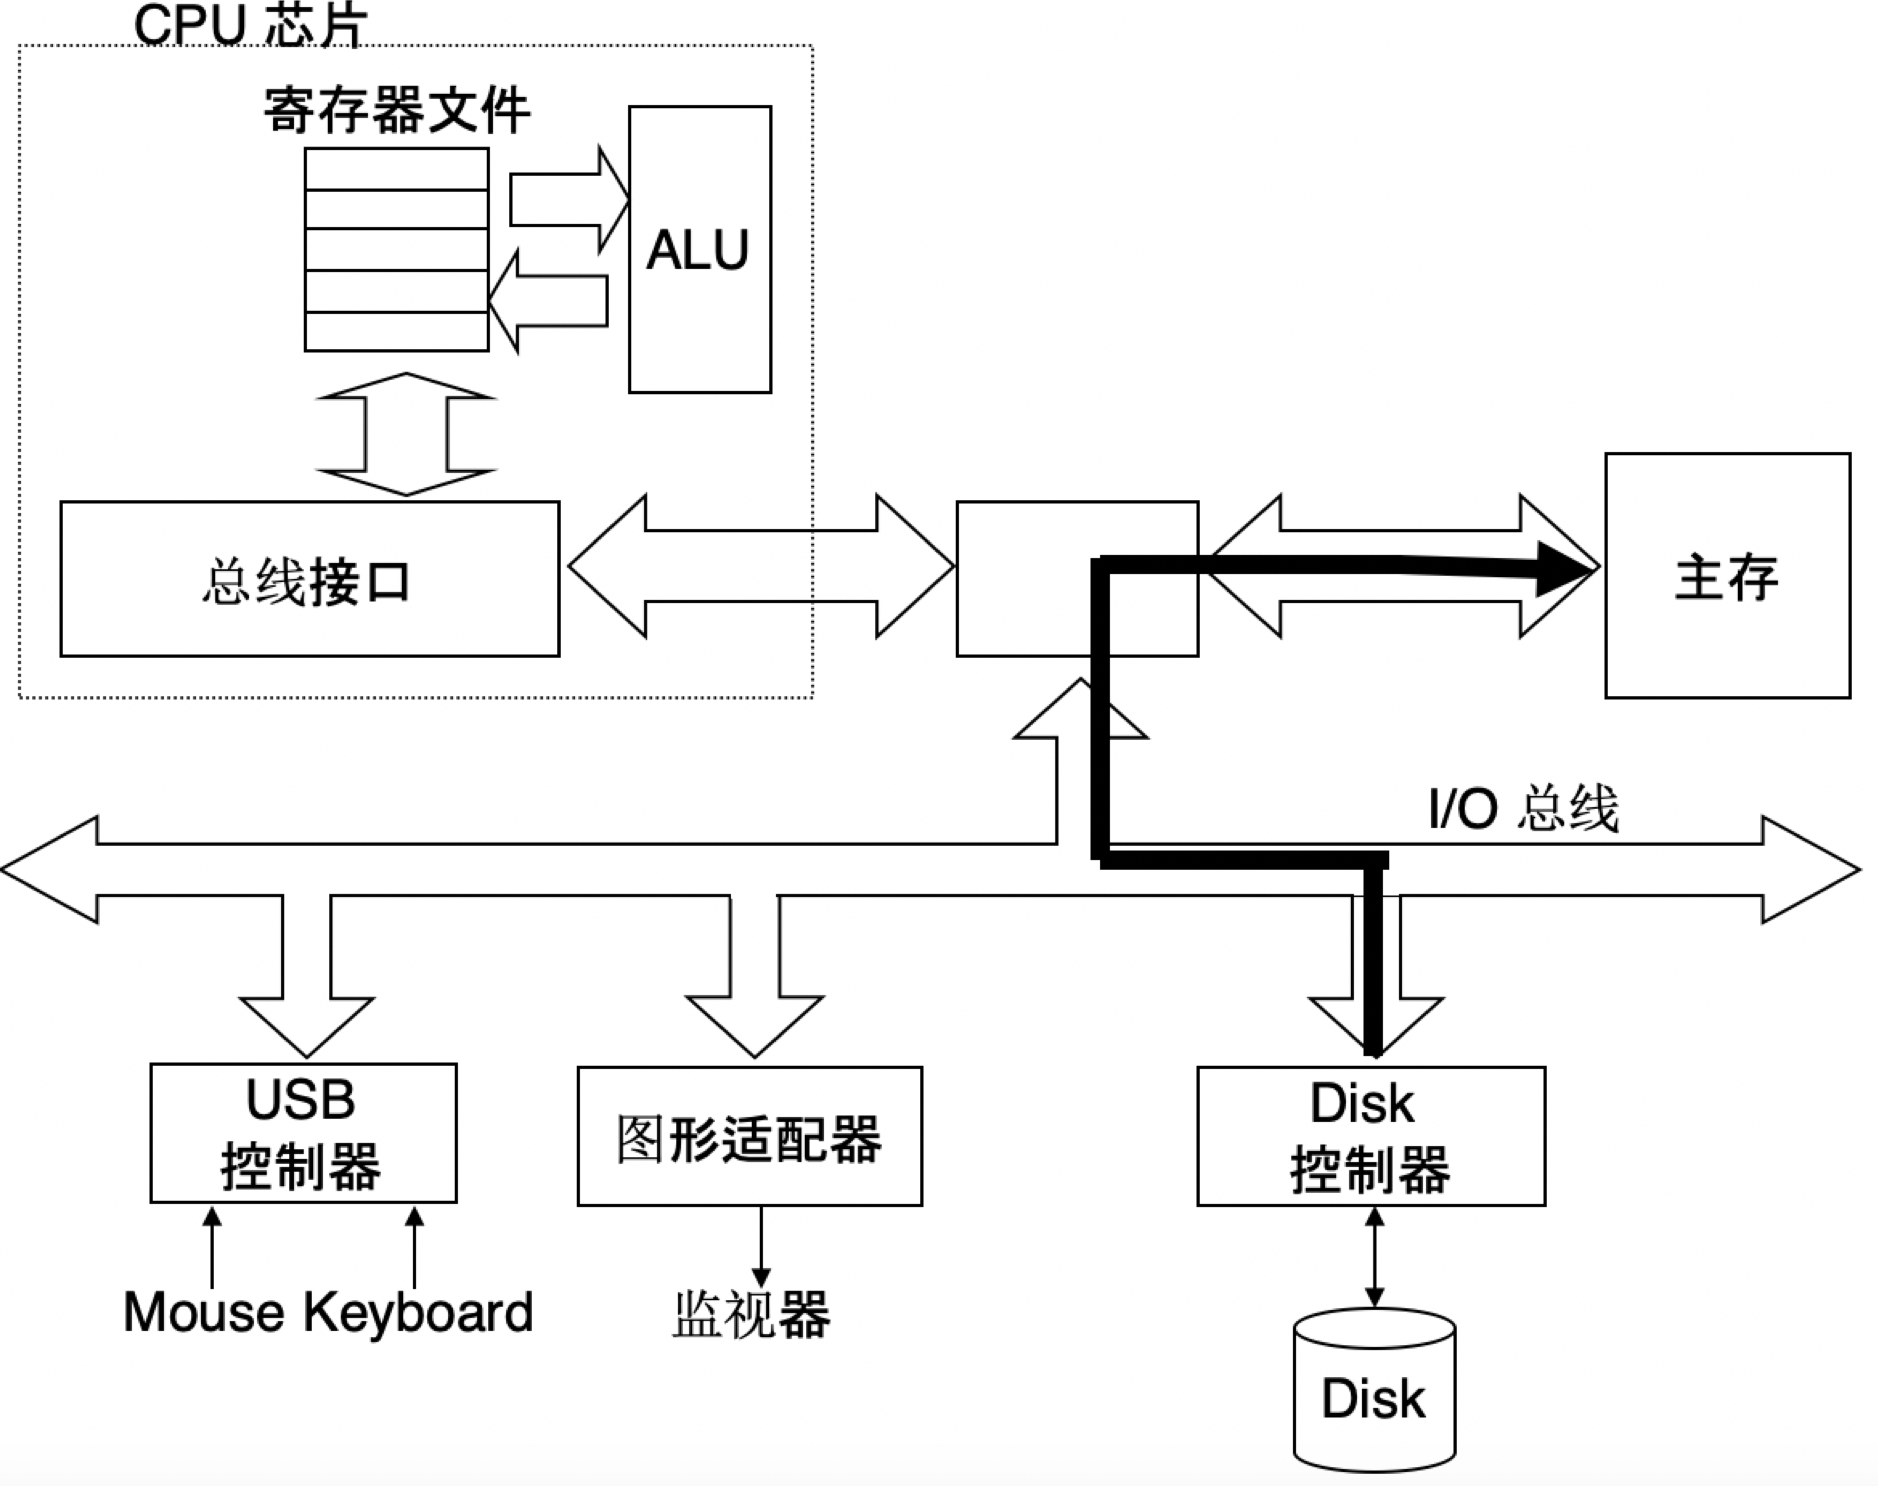 CPU 芯片
寄存器文件
ALU
总线接口
主存
I/O 总线
USB
控制器
图形适配器
Disk
控制器
Mouse Keyboard
监视器
Disk